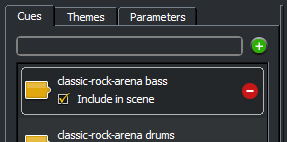 Cues Themes Parameters
classic-rock-arena bass
Include in scene
classic-rock-arena drums